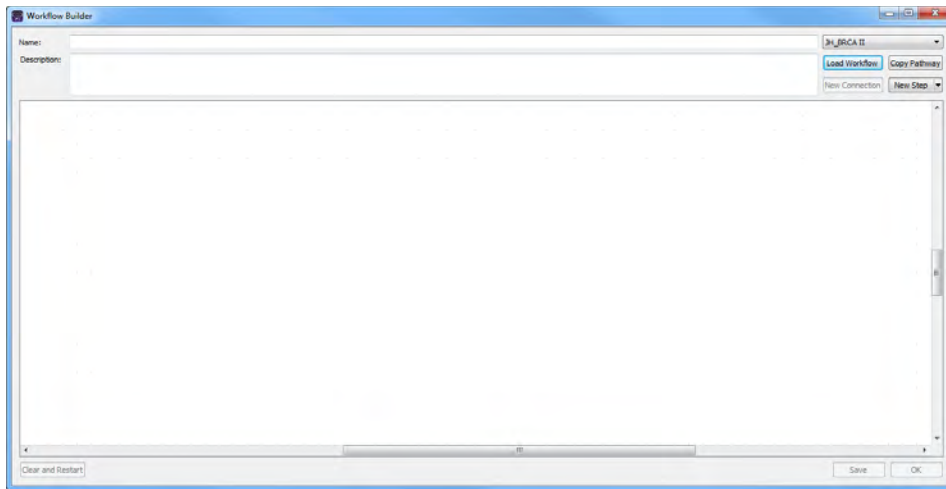 Workflow Builder
Name:
JH_BRCA II
Description:
Load Workflow
Copy Pathway
New Connection
New Step
Clear and Restart
Save
OK